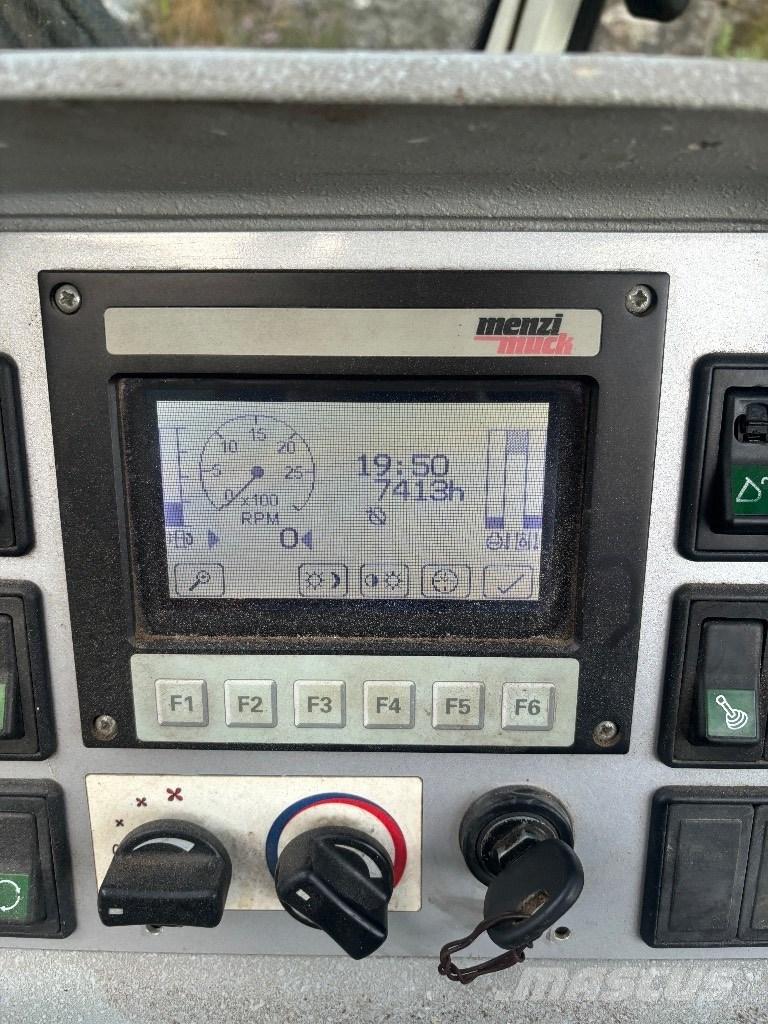 menzi
muck
15
10 20
5 25
0 x100
RPM
0
19:50
7413h
F1 F2 F3 F4 F5 F6
mascus